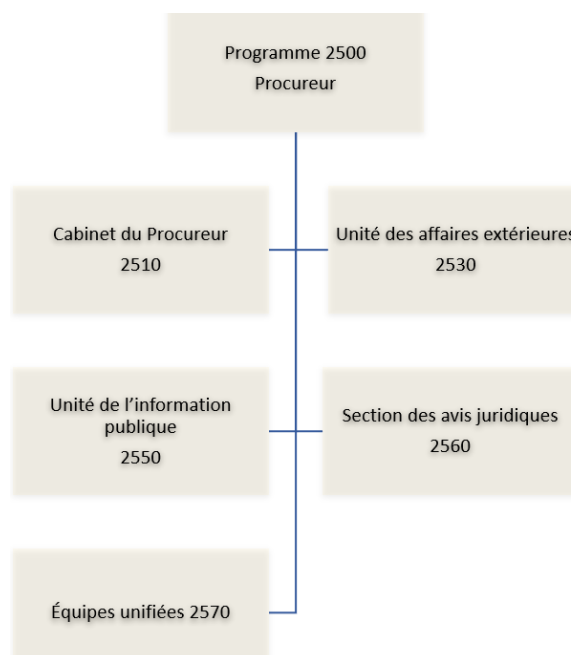 Programme 2500
Procureur
Cabinet du Procureur
2510
Unité des affaires extérieures
2530
Unité de l’information
publique
2550
Section des avis juridiques
2560
Équipes unifiées 2570